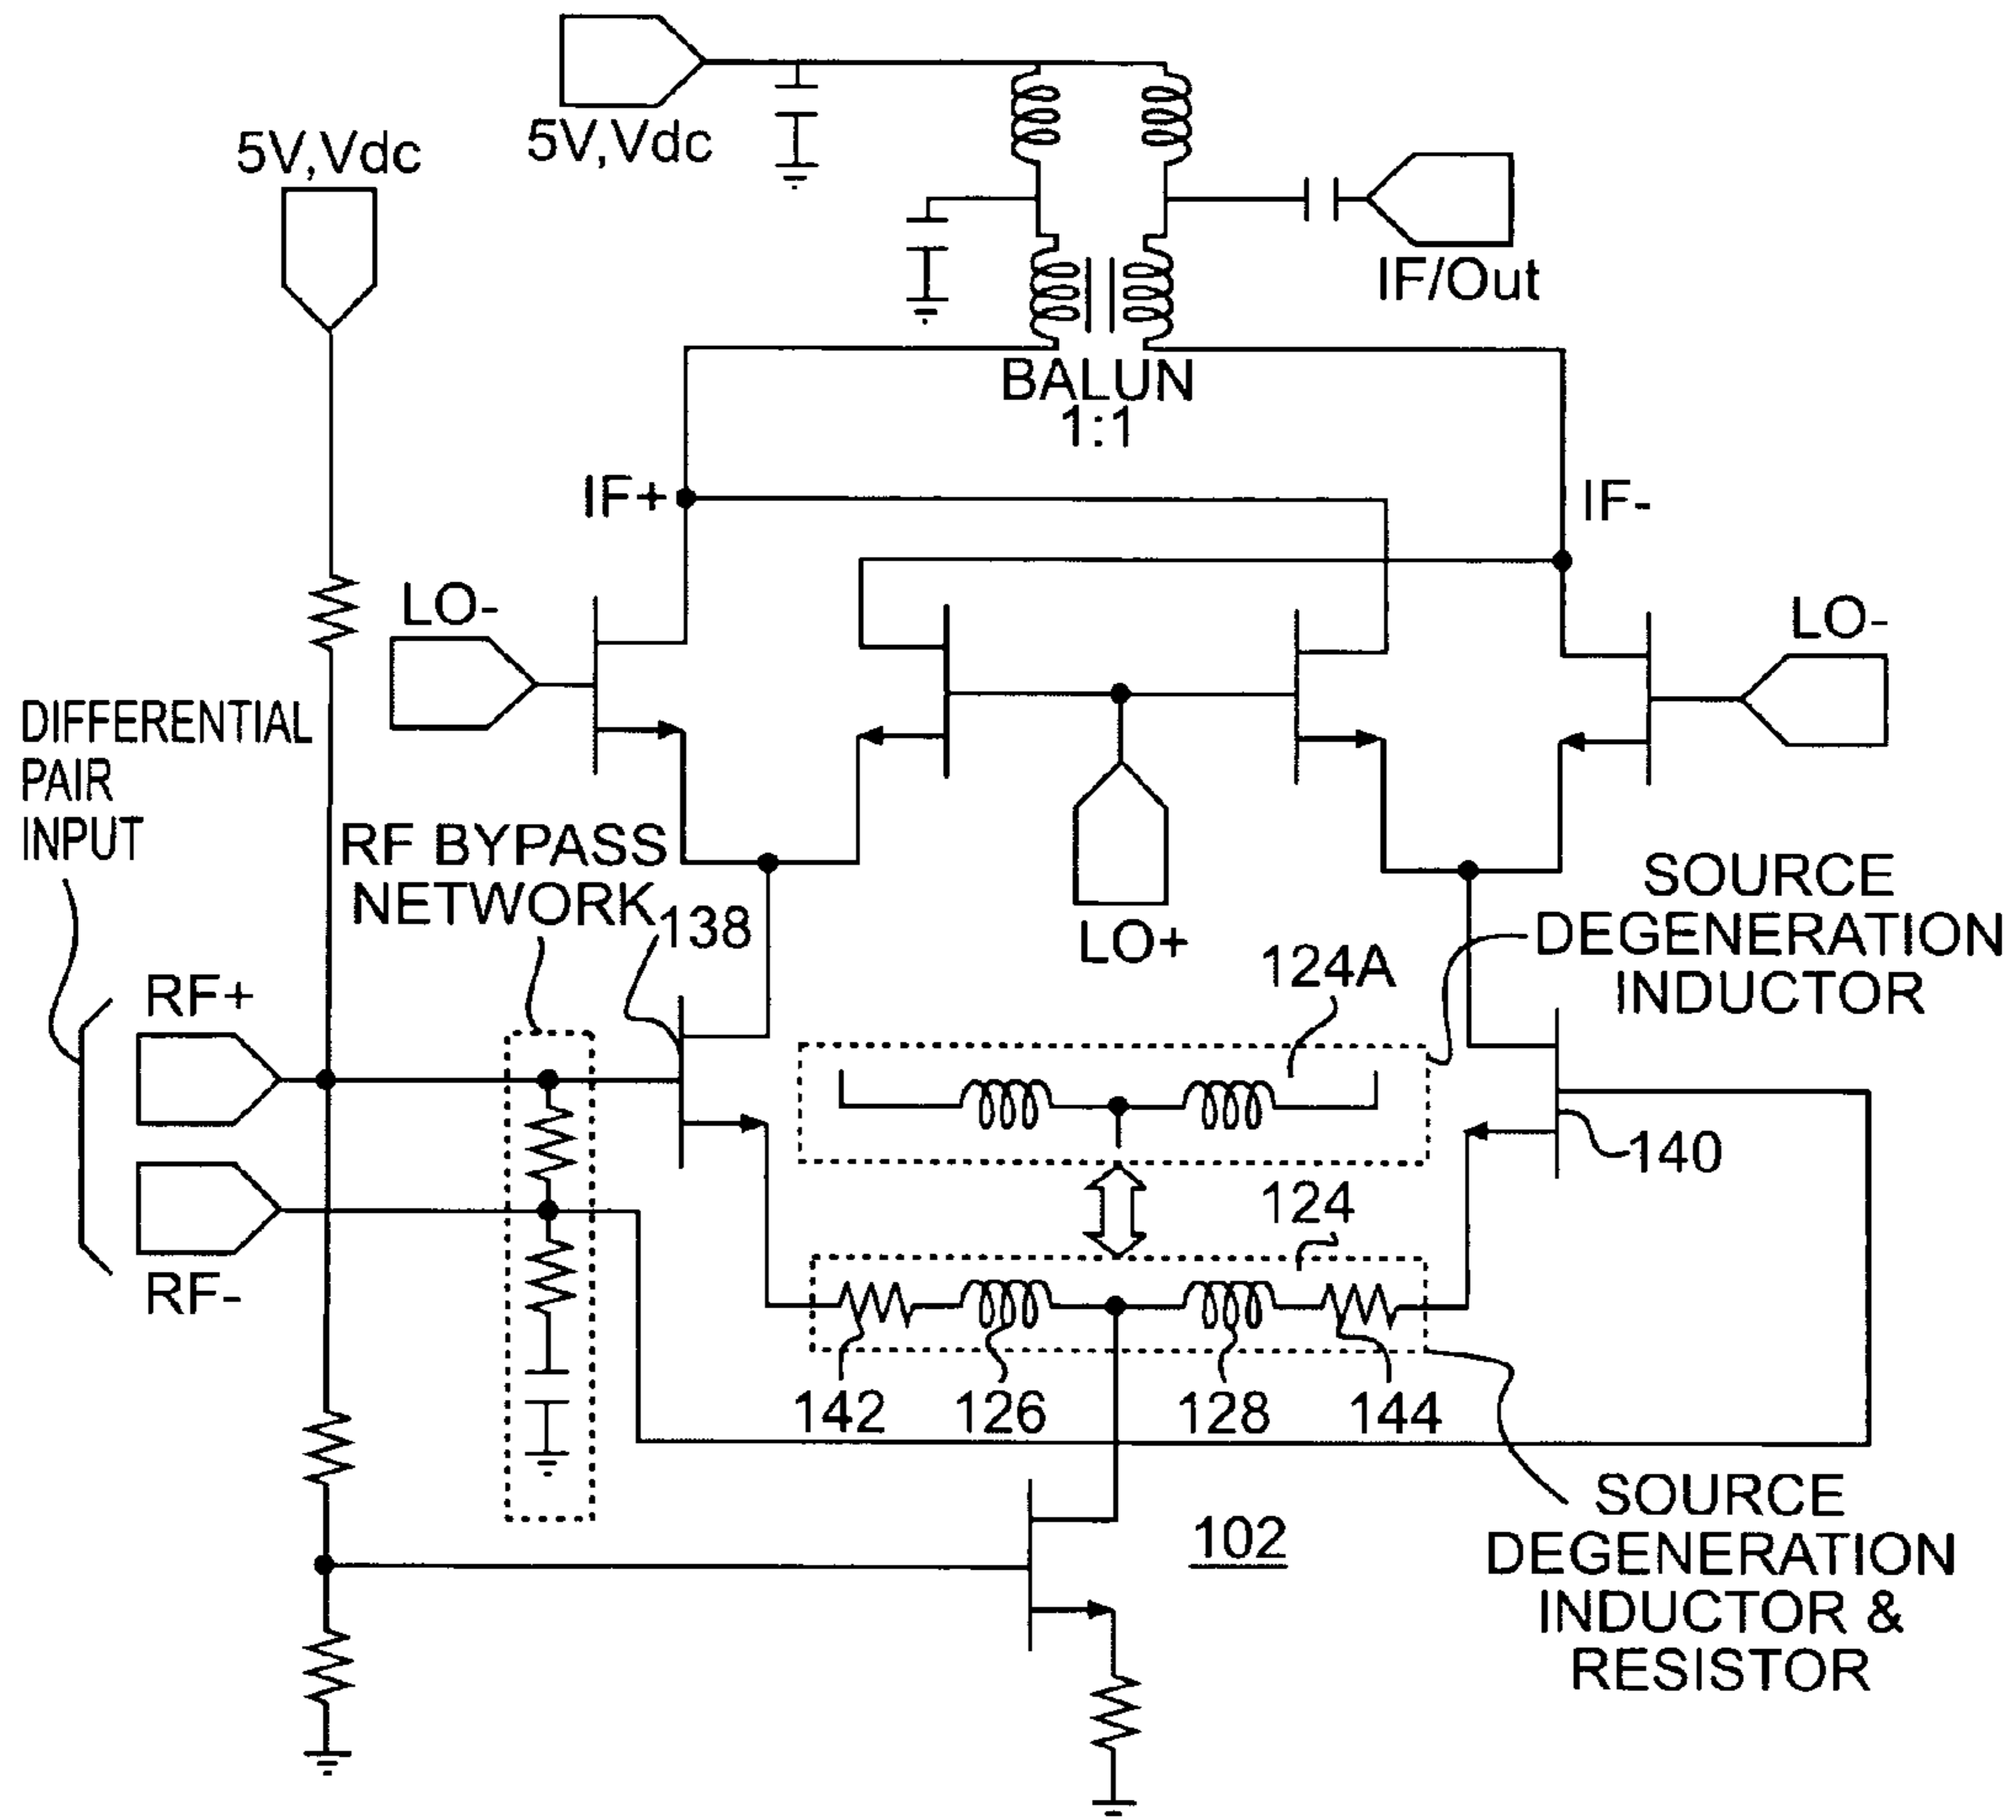 5V,Vdc
5V,Vdc
IF/Out
BALUN
1:1
IF+
IF-
LO-
LO-
DIFFERENTIAL
PAIR
INPUT
RF BYPASS
NETWORK
138
LO+
SOURCE
DEGENERATION
INDUCTOR
124A
RF+
140
124
RF-
142
126
128
144
SOURCE
DEGENERATION
INDUCTOR &
RESISTOR
102